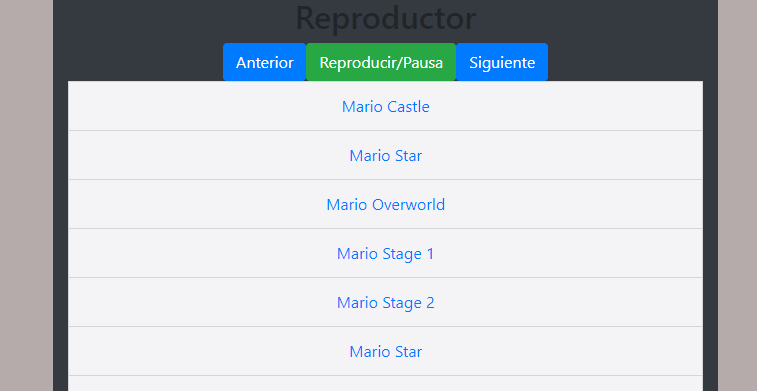 Reproductor
Anterior Reproducir/Pausa Siguiente
Mario Castle
Mario Star
Mario Overworld
Mario Stage 1
Mario Stage 2
Mario Star